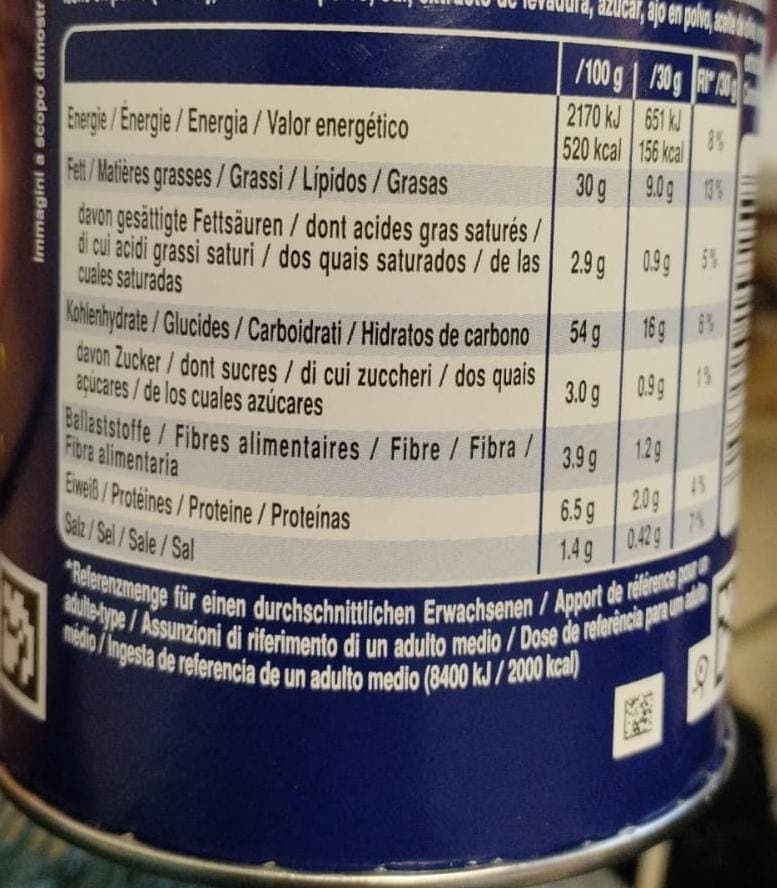 levadura, azúcar, ajo en polvo,
Immagini a scopo dimostr
/100 g /30 g RI* /30 g
Energie / Énergie / Energia / Valor energético 2170 kJ 651 kJ 8%
520 kcal 156 kcal
Fett / Matières grasses / Grassi / Lípidos / Grasas 30 g 9.0 g 13%
davon gesättigte Fettsäuren / dont acides gras saturés /
di cui acidi grassi saturi / dos quais saturados / de las 2.9 g 0.9 g 5%
cuales saturadas
Kohlenhydrate / Glucides / Carboidrati / Hidratos de carbono 54 g 16 g 6%
davon Zucker / dont sucres / di cui zuccheri / dos quais
açúcares / de los cuales azúcares 3.0 g 0.9 g 1%
Ballaststoffe / Fibres alimentaires / Fibre / Fibra /
Fibra alimentaria 3.9 g 1.2 g
Eiweiß / Protéines / Proteine / Proteínas 6.5 g 2.0 g 4%
Salz / Sel / Sale / Sal 1.4 g 0.42 g 7%
*Referenzmenge für einen durchschnittlichen Erwachsenen / Apport de référence pour un
adulte-type / Assunzioni di riferimento di un adulto medio / Dose de referência para um adulto
médio / Ingesta de referencia de un adulto medio (8400 kJ / 2000 kcal)